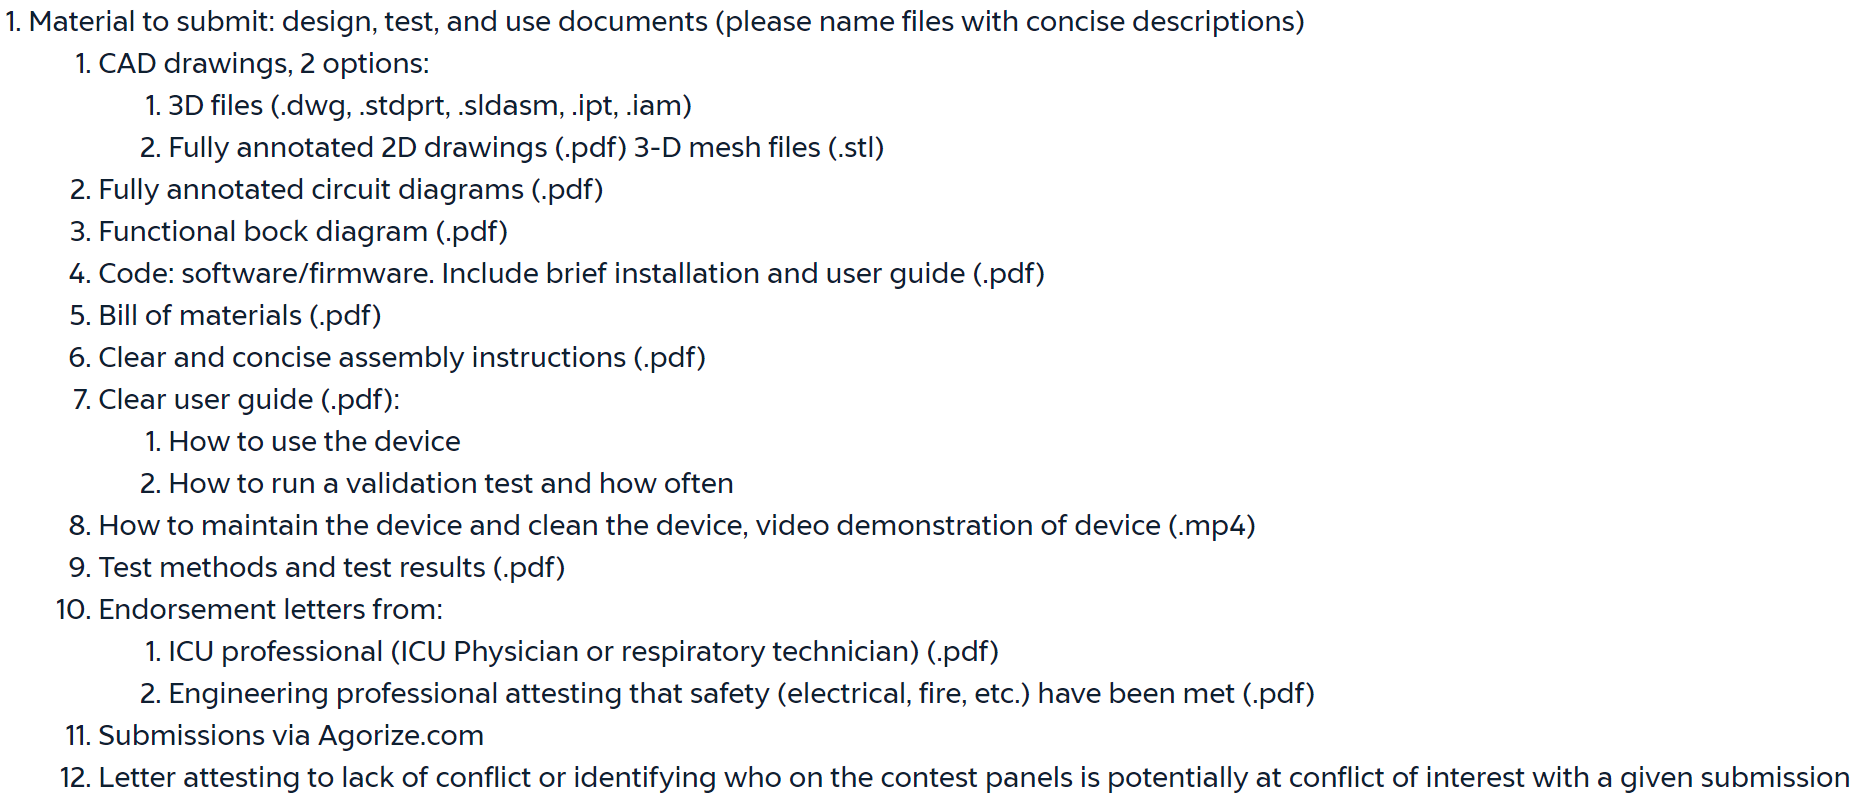 1. Material to submit: design, test, and use documents (please name files with concise descriptions)
1. CAD drawings, 2 options:
1. 3D files (.dwg, .stdprt, .sldasm, .ipt, .iam)
2. Fully annotated 2D drawings (.pdf) 3-D mesh files (.stl)
2. Fully annotated circuit diagrams (.pdf)
3. Functional bock diagram (.pdf)
4. Code: software/firmware. Include brief installation and user guide (.pdf)
5. Bill of materials (.pdf)
6. Clear and concise assembly instructions (.pdf)
7. Clear user guide (.pdf):
1. How to use the device
2. How to run a validation test and how often
8. How to maintain the device and clean the device, video demonstration of device (.mp4)
9. Test methods and test results (.pdf)
10. Endorsement letters from:
1. ICU professional (ICU Physician or respiratory technician) (.pdf)
2. Engineering professional attesting that safety (electrical, fire, etc.) have been met (.pdf)
11. Submissions via Agorize.com
12. Letter attesting to lack of conflict or identifying who on the contest panels is potentially at conflict of interest with a given submission